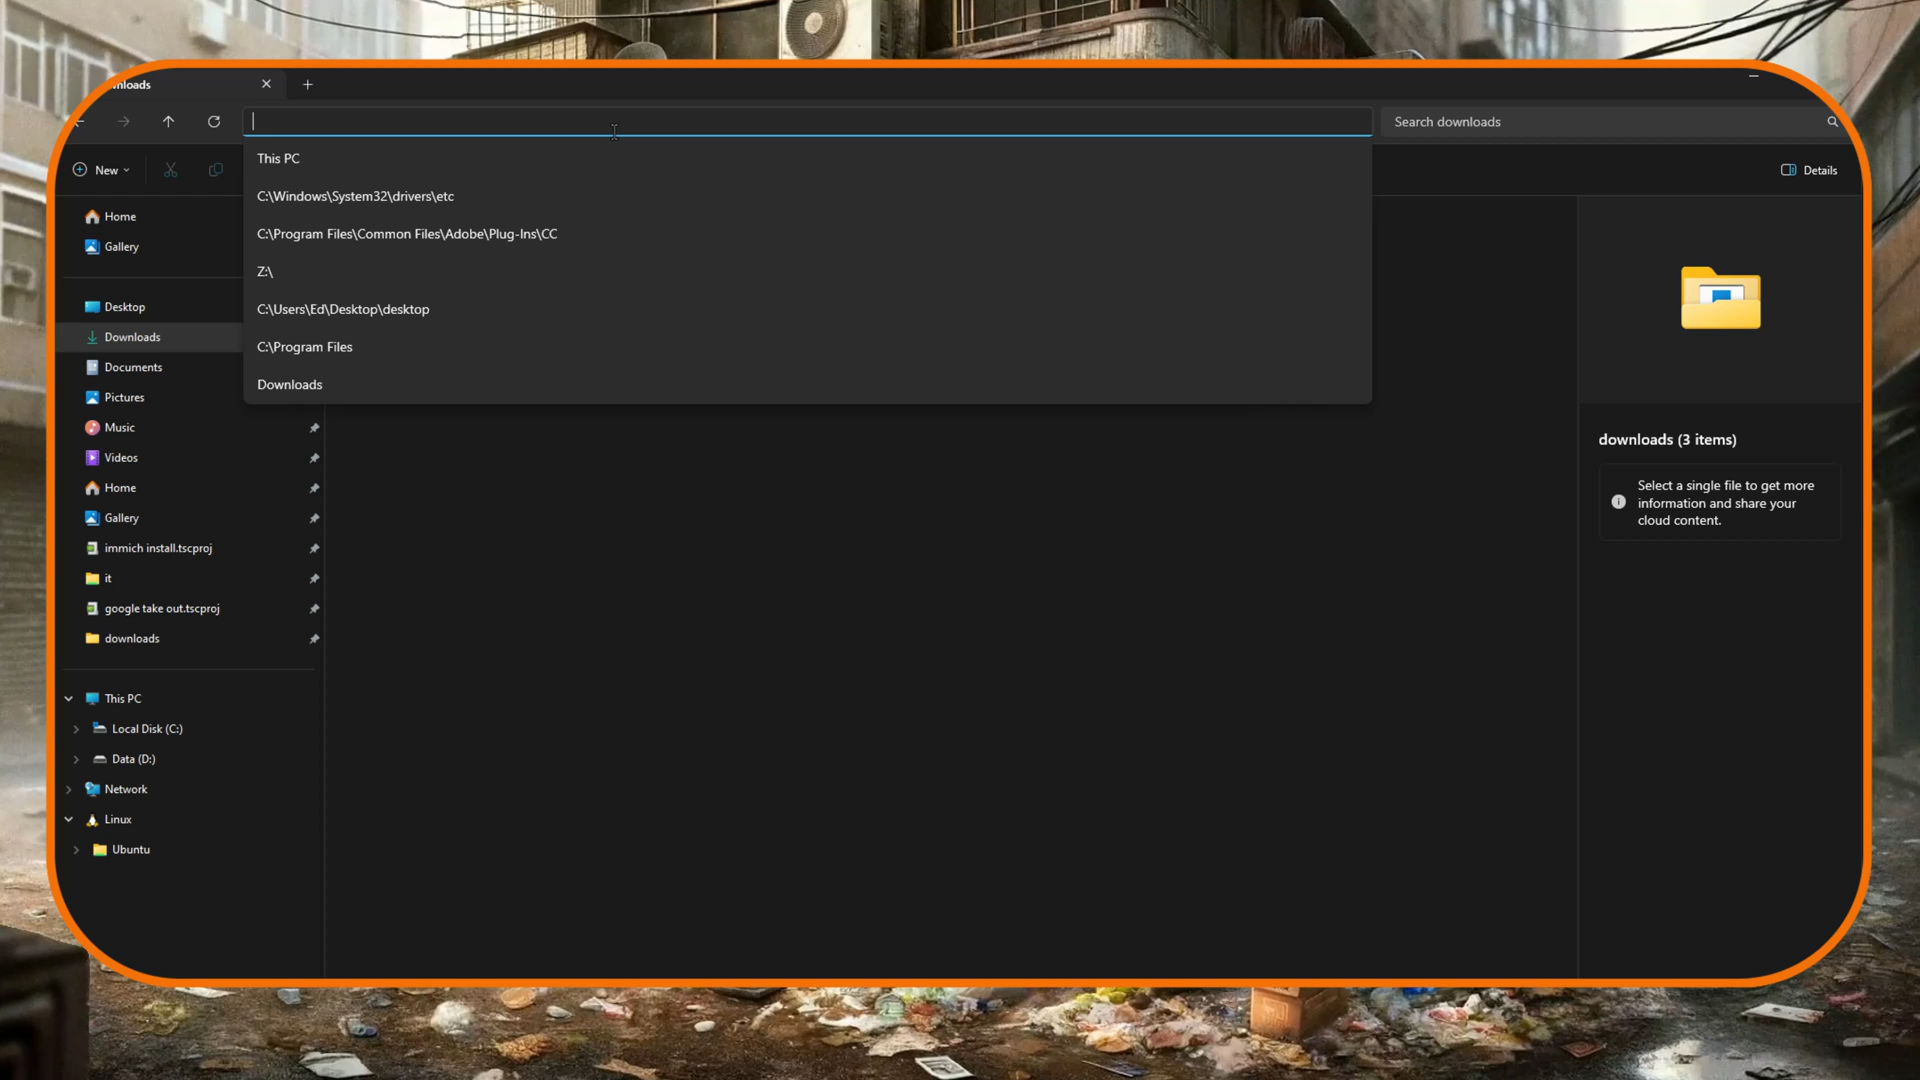 nloads
Search downloads
New
Details
This PC
C:\Windows\System32\drivers\etc
C:\Program Files\Common Files\Adobe\Plug-Ins\CC
Z:\
C:\Users\Ed\Desktop\desktop
C:\Program Files
Downloads
Home
Gallery
Desktop
Downloads
Documents
Pictures
Music
Videos
Home
Gallery
immich install.tscproj
it
google take out.tscproj
downloads
This PC
Local Disk (C:)
Data (D:)
Network
Linux
Ubuntu
downloads (3 items)
Select a single file to get more
information and share your
cloud content.